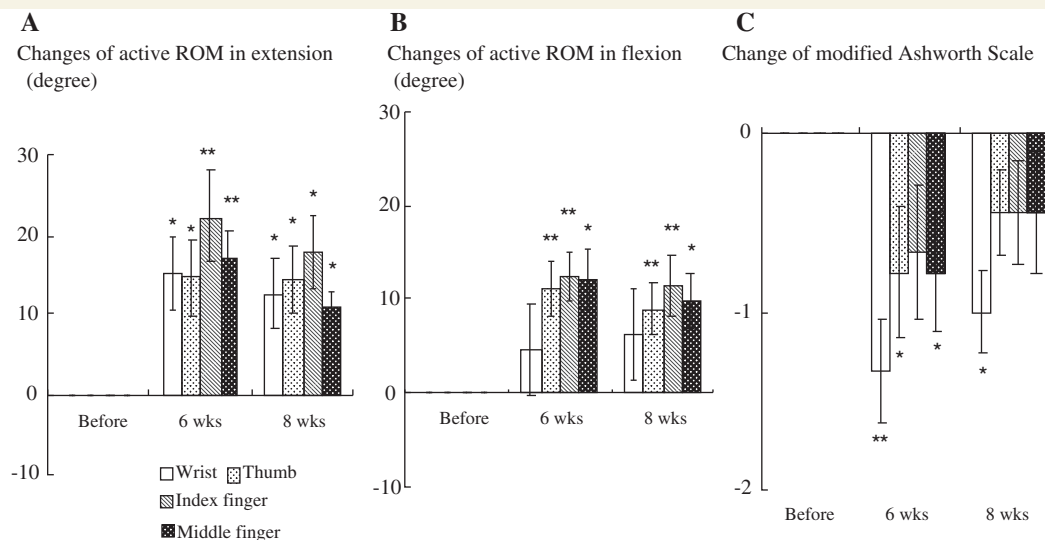 A
Changes of active ROM in extension
(degree)
30
20
10
0
-10
** 
* * **
*
* *
*
Before 6 wks 8 wks
Wrist Thumb
Index finger
Middle finger
B
Changes of active ROM in flexion
(degree)
30
20
10
0
-10
** ** *
** ** *
Before 6 wks 8 wks
C
Change of modified Ashworth Scale
0
-1
-2
* *
**
*
Before 6 wks 8 wks